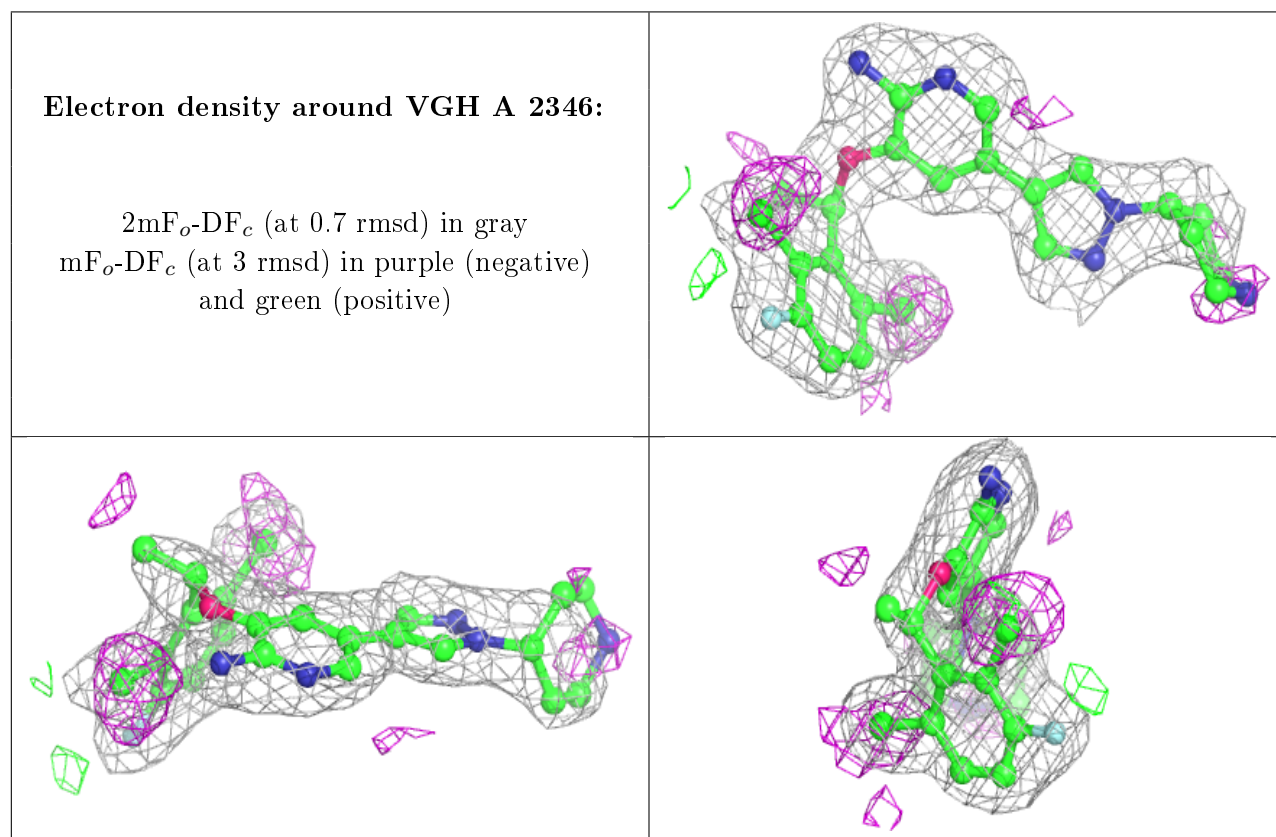 Electron density around VGH A 2346:
2mFₒ-DF𝒸 (at 0.7 rmsd) in gray
mFₒ-DF𝒸 (at 3 rmsd) in purple (negative)
and green (positive)